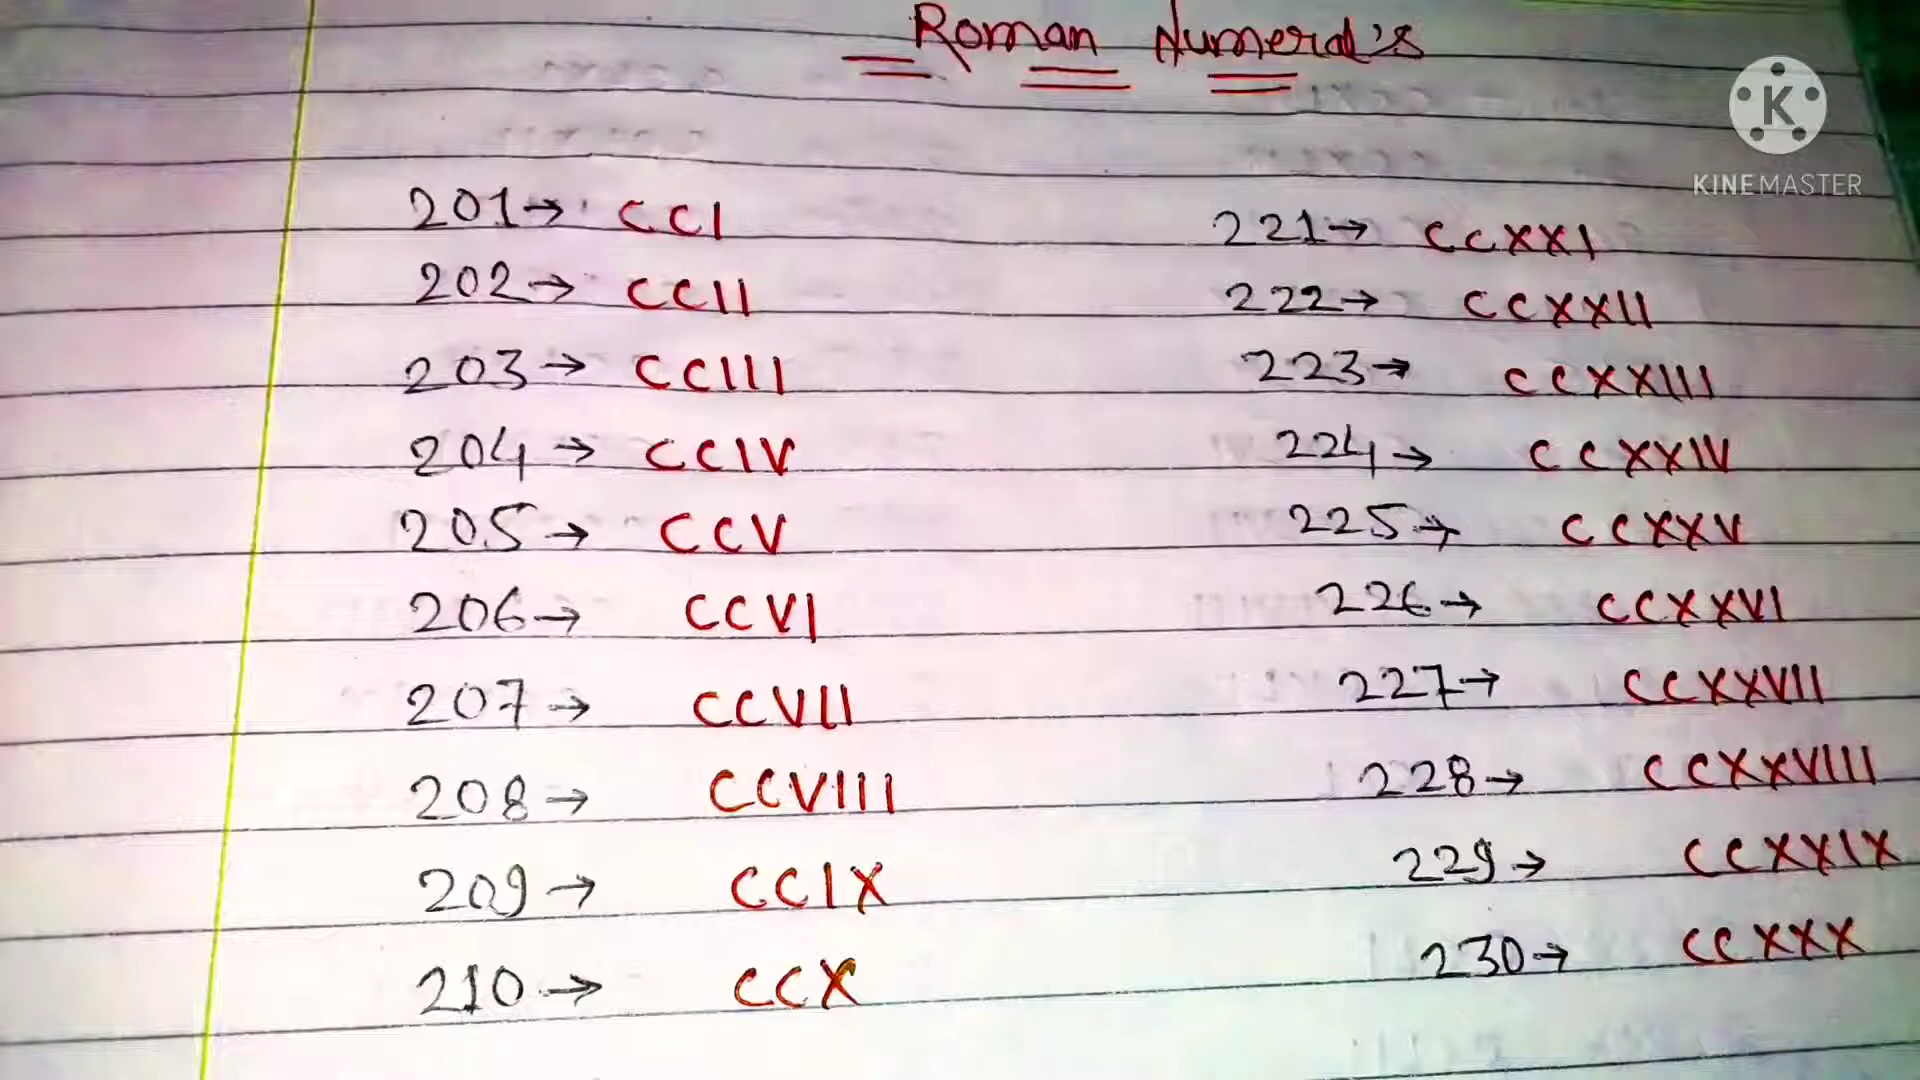 Roman Numeral's
K
KINEMASTER
201→ CCI
202→ CCII
203→ CCIII
204→ CCIV
205→ CCV
206→ CCVI
207→ CCVII
208→ CCVIII
209→ CCIX
210→ CCX
221→ CCXXI
222→ CCXXII
223→ CCXXIII
224→ CCXXIV
225→ CCXXV
226→ CCXXVI
227→ CCXXVII
228→ CCXXVIII
229→ CCXXIX
230→ CCXXX